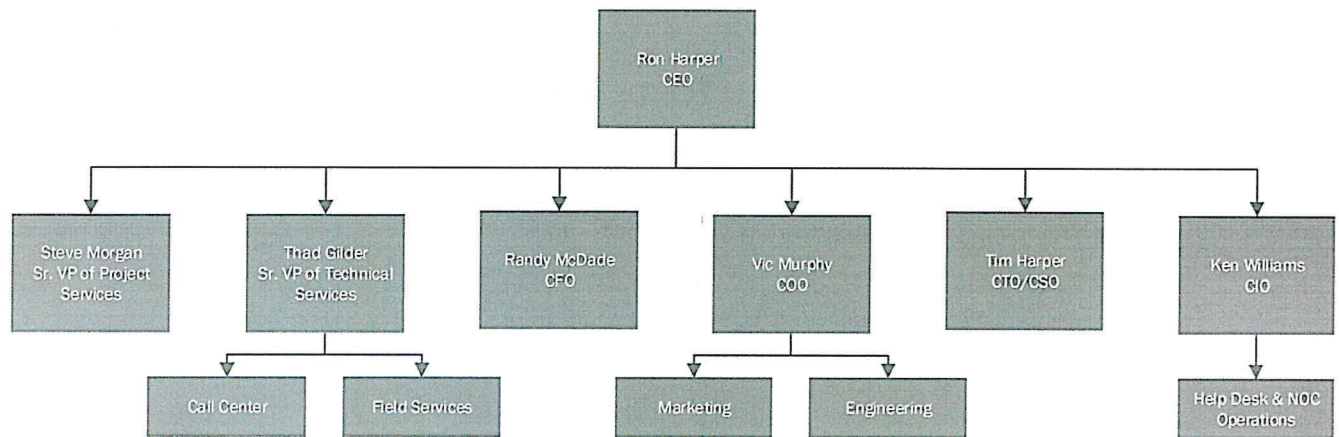 Ron Harper
CEO
Steve Morgan
Sr. VP of Project
Services
Thad Gilder
Sr. VP of Technical
Services
Randy McDade
CFO
Vic Murphy
COO
Tim Harper
CTO/CSO
Ken Williams
CIO
Call Center
Field Services
Marketing
Engineering
Help Desk & NOC
Operations